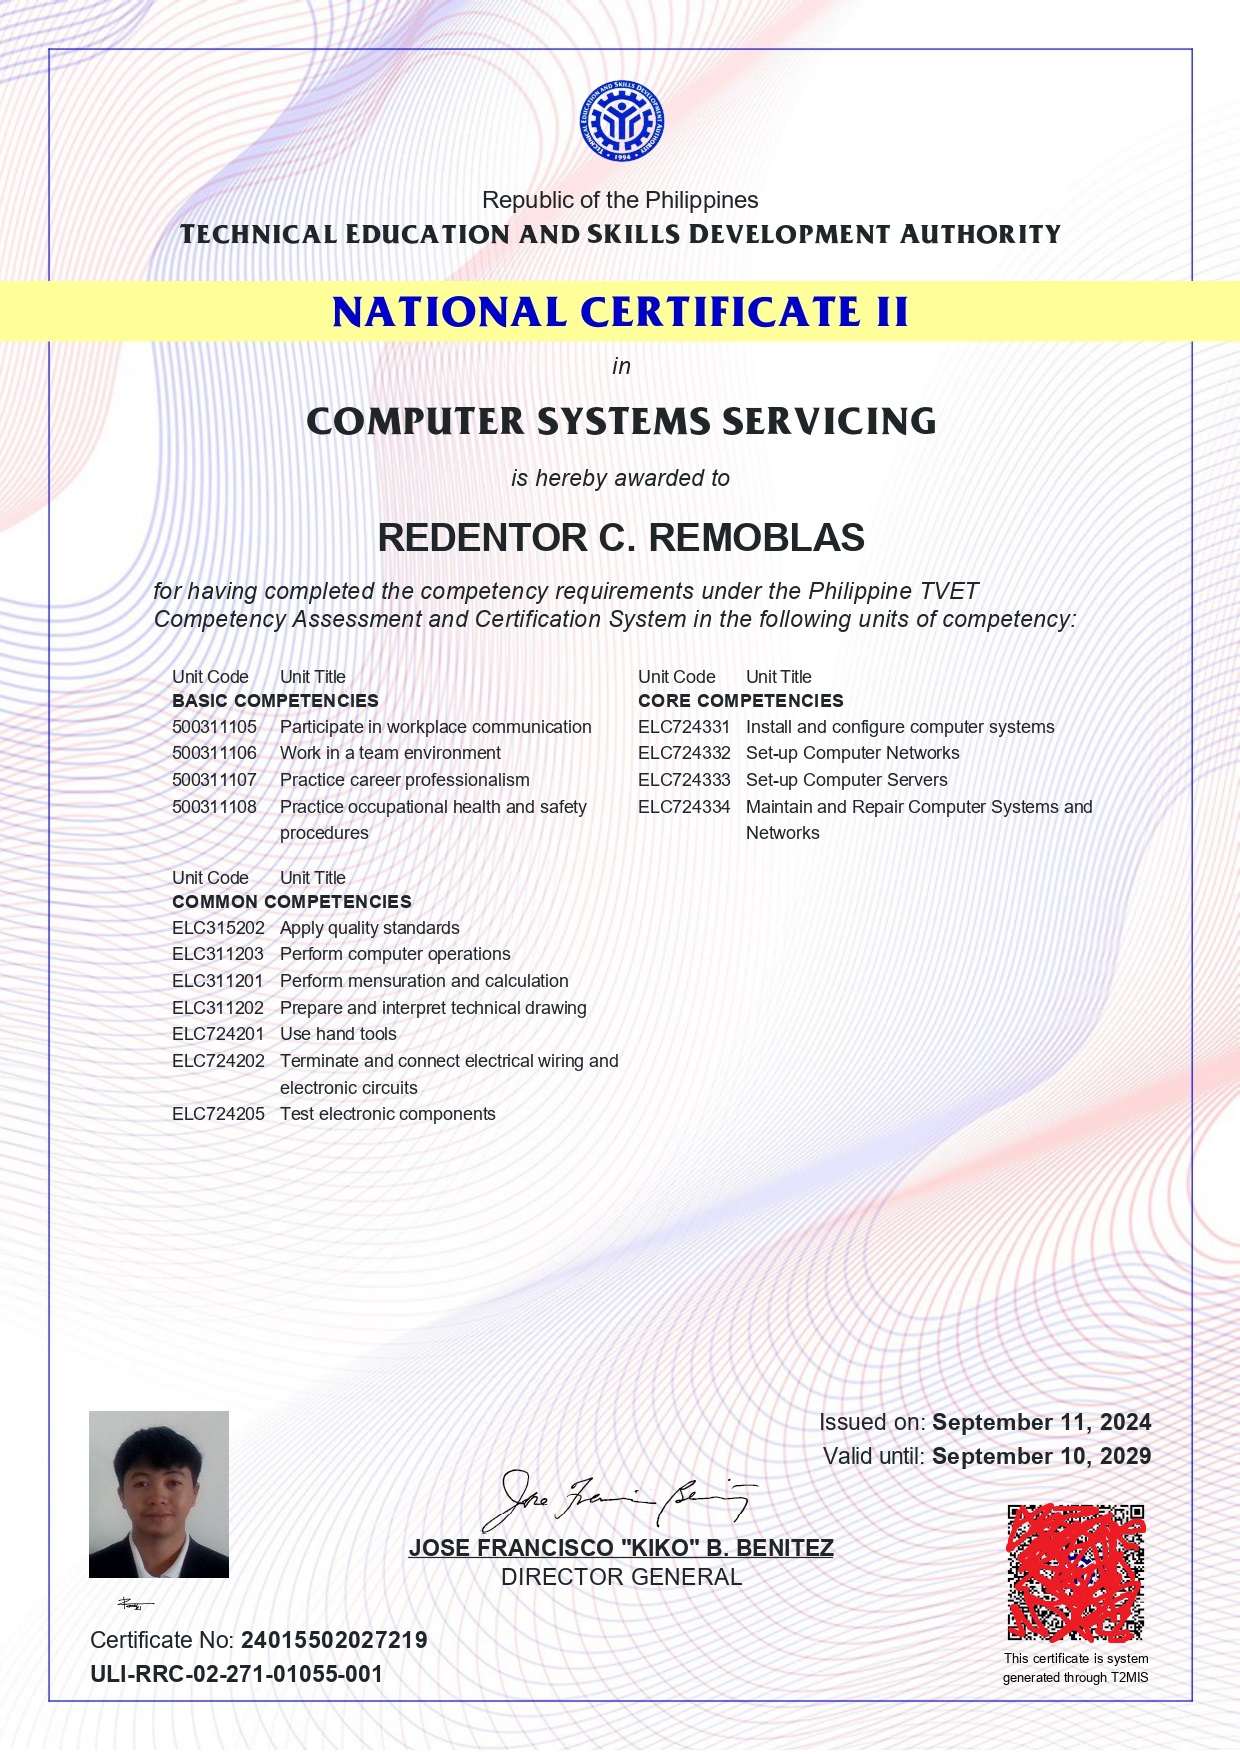 TECHNICAL EDUCATION AND SKILLS DEVELOPMENT AUTHORITY
• 1994 •
Republic of the Philippines
TECHNICAL EDUCATION AND SKILLS DEVELOPMENT AUTHORITY
NATIONAL CERTIFICATE II
in
COMPUTER SYSTEMS SERVICING
is hereby awarded to
REDENTOR C. REMOBLAS
for having completed the competency requirements under the Philippine TVET
Competency Assessment and Certification System in the following units of competency:
Unit Code Unit Title
BASIC COMPETENCIES
500311105 Participate in workplace communication
500311106 Work in a team environment
500311107 Practice career professionalism
500311108 Practice occupational health and safety
procedures
Unit Code Unit Title
CORE COMPETENCIES
ELC724331 Install and configure computer systems
ELC724332 Set-up Computer Networks
ELC724333 Set-up Computer Servers
ELC724334 Maintain and Repair Computer Systems and
Networks
Unit Code Unit Title
COMMON COMPETENCIES
ELC315202 Apply quality standards
ELC311203 Perform computer operations
ELC311201 Perform mensuration and calculation
ELC311202 Prepare and interpret technical drawing
ELC724201 Use hand tools
ELC724202 Terminate and connect electrical wiring and
electronic circuits
ELC724205 Test electronic components
Issued on: September 11, 2024
Valid until: September 10, 2029
JOSE FRANCISCO "KIKO" B. BENITEZ
DIRECTOR GENERAL
Certificate No: 24015502027219
ULI-RRC-02-271-01055-001
This certificate is system
generated through T2MIS